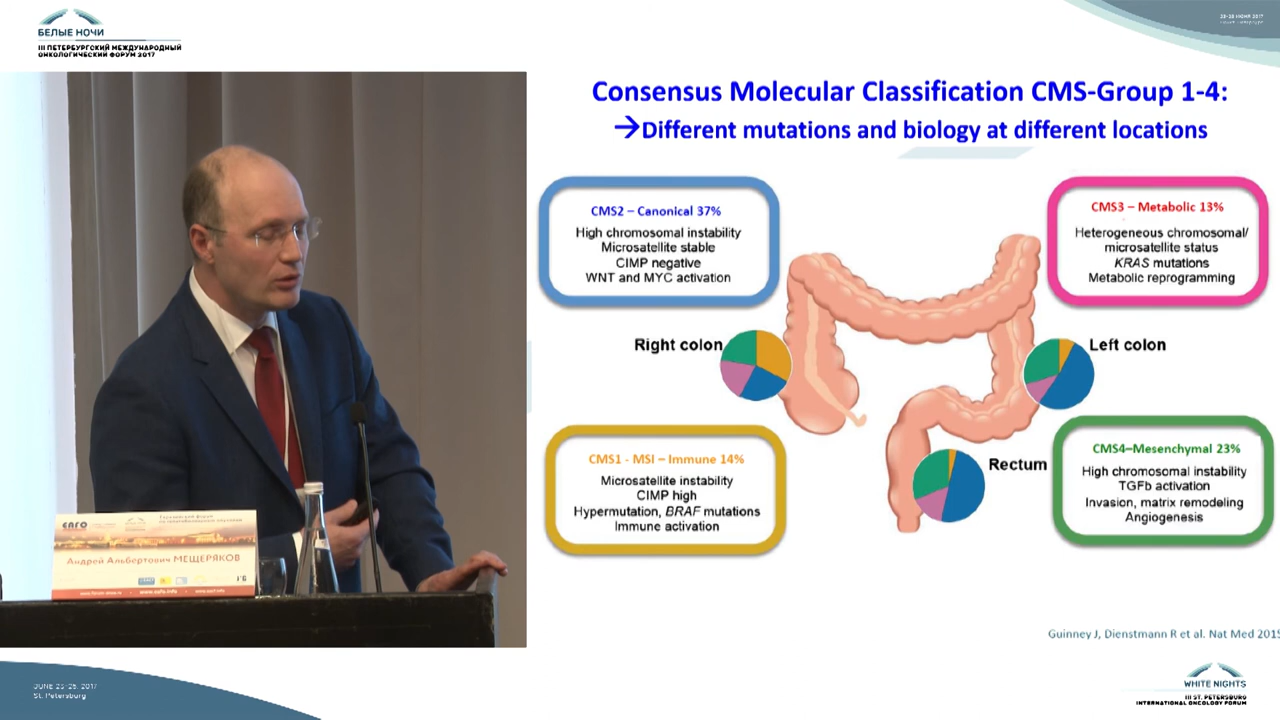 БЕЛЫЕ НОЧИ
III ПЕТЕРБУРГСКИЙ МЕЖДУНАРОДНЫЙ
ОНКОЛОГИЧЕСКИЙ ФОРУМ 2017
Consensus Molecular Classification CMS-Group 1-4:
→Different mutations and biology at different locations
CMS2 – Canonical 37%
High chromosomal instability
Microsatellite stable
CIMP negative
WNT and MYC activation
CMS3 – Metabolic 13%
Heterogeneous chromosomal/
microsatellite status
KRAS mutations
Metabolic reprogramming
Right colon
Left colon
CMS1 - MSI – Immune 14%
Microsatellite instability
CIMP high
Hypermutation, BRAF mutations
Immune activation
Rectum
CMS4–Mesenchymal 23%
High chromosomal instability
TGFb activation
Invasion, matrix remodeling
Angiogenesis
Guinney J, Dienstmann R et al. Nat Med 2015
Андрей Альбертович МЕЩЕРЯКОВ
www.eafo.info
JUNE 23-25, 2017
St. Petersburg
WHITE NIGHTS
III ST. PETERSBURG
INTERNATIONAL ONCOLOGY FORUM